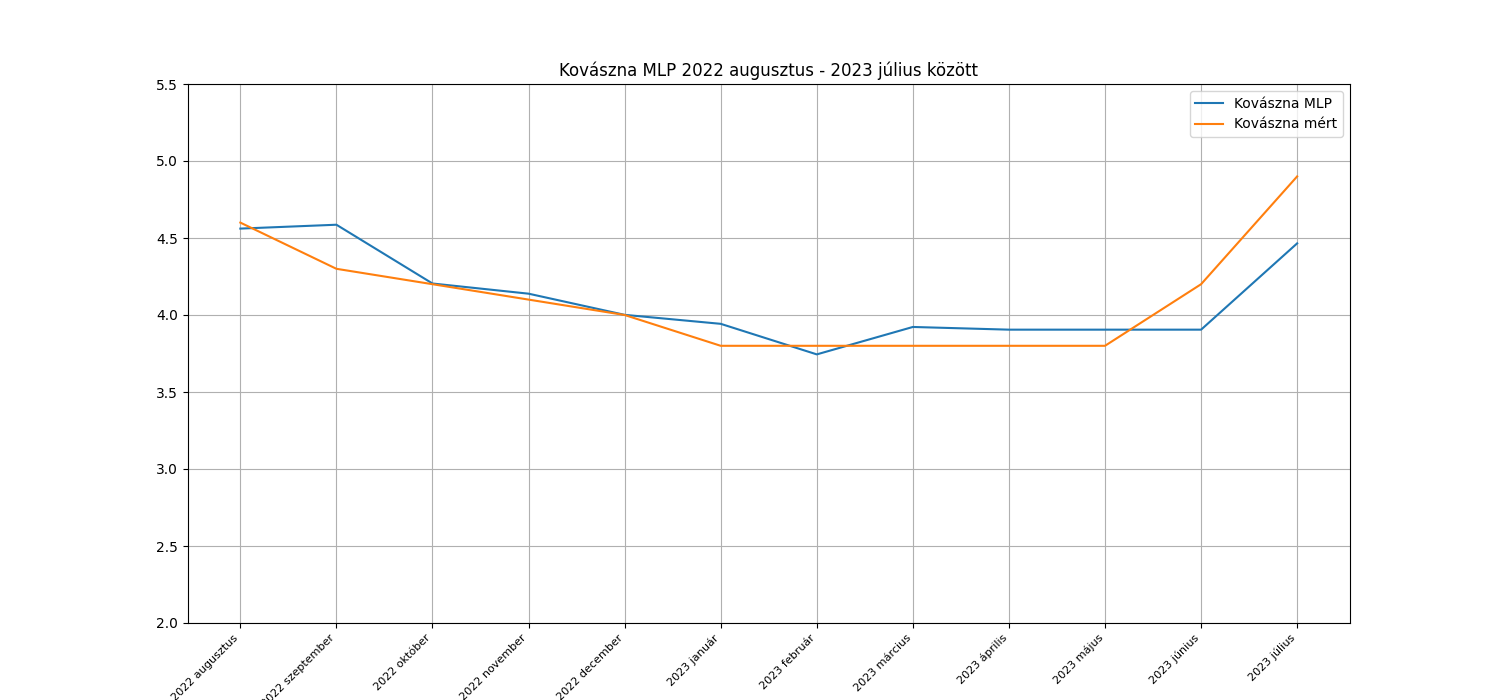 Kovászna MLP 2022 augusztus - 2023 július között
Kovászna MLP
Kovászna mért
5.5
5.0
4.5
4.0
3.5
3.0
2.5
2.0
2022 augusztus
2022 szeptember
2022 október
2022 november
2022 december
2023 január
2023 február
2023 március
2023 április
2023 május
2023 június
2023 július